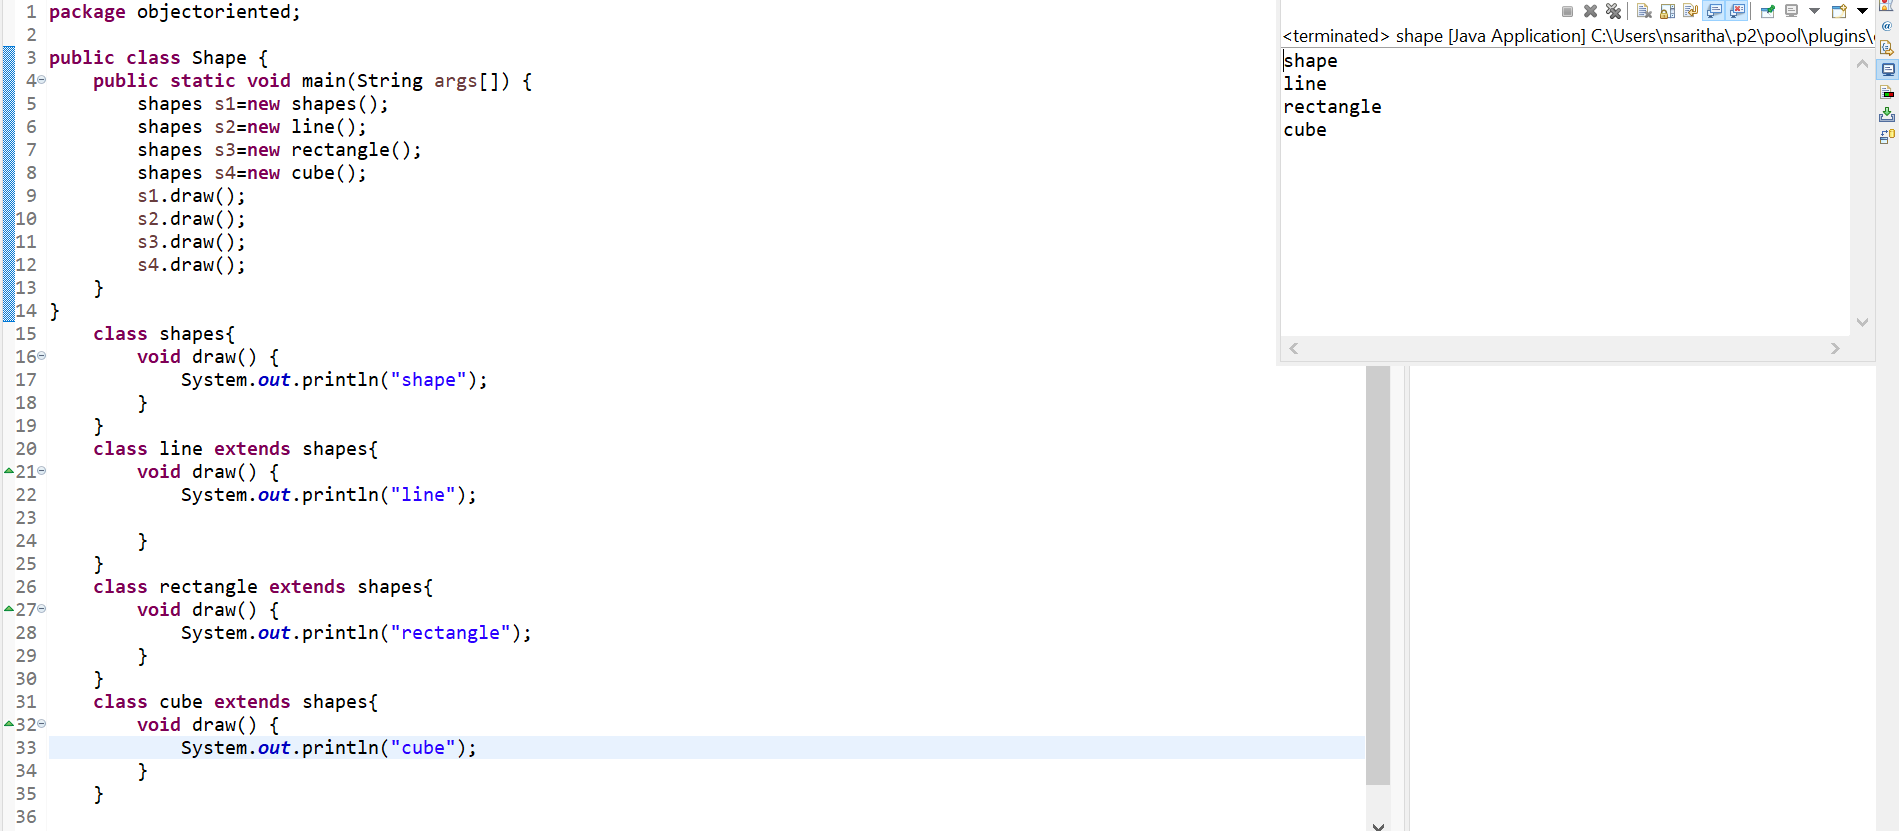 1 package objectoriented;
2
3 public class Shape {
4     public static void main(String args[]) {
5         shapes s1=new shapes();
6         shapes s2=new line();
7         shapes s3=new rectangle();
8         shapes s4=new cube();
9         s1.draw();
10         s2.draw();
11         s3.draw();
12         s4.draw();
13     }
14 }
15     class shapes{
16         void draw() {
17             System.out.println("shape");
18         }
19     }
20     class line extends shapes{
21         void draw() {
22             System.out.println("line");
23
24         }
25     }
26     class rectangle extends shapes{
27         void draw() {
28             System.out.println("rectangle");
29         }
30     }
31     class cube extends shapes{
32         void draw() {
33             System.out.println("cube");
34         }
35     }
36
<terminated> shape [Java Application] C:\Users\nsaritha\.p2\pool\plugins\
shape
line
rectangle
cube